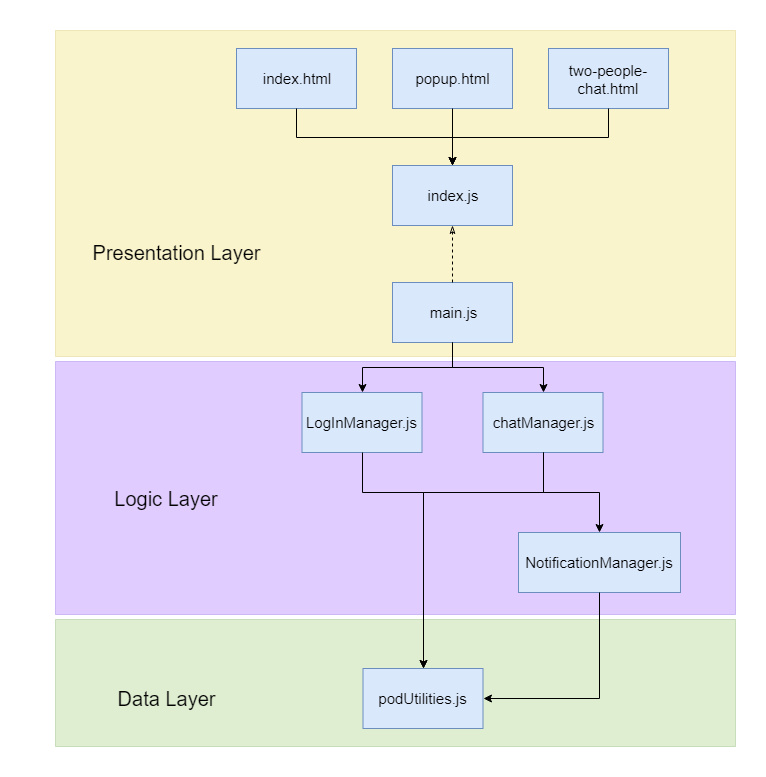 index.html
popup.html
two-people-
chat.html
index.js
Presentation Layer
main.js
LogInManager.js
chatManager.js
Logic Layer
NotificationManager.js
Data Layer
podUtilities.js